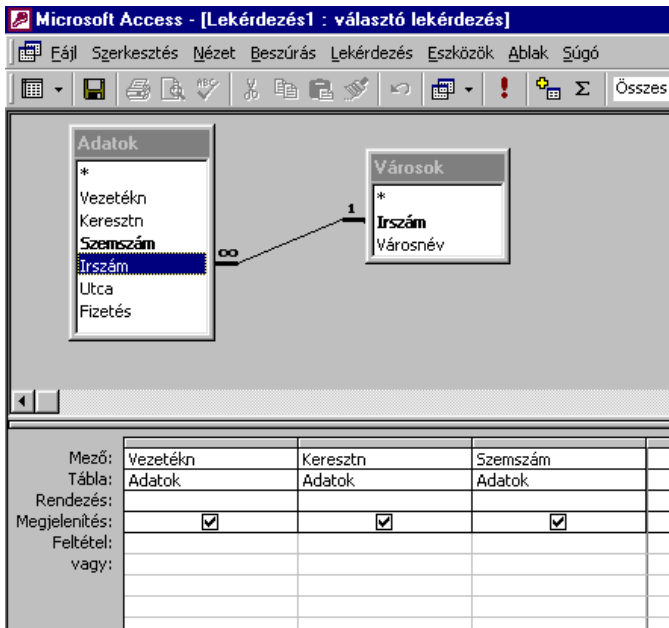 Microsoft Access - [Lekérdezés1 : választó lekérdezés]
Fájl Szerkesztés Nézet Beszúrás Lekérdezés Eszközök Ablak Súgó
ABC Σ Összes
Adatok
*
Vezetékn
Keresztn
Szemszám
Irszám
Utca
Fizetés
∞
1
Városok
*
Irszám
Városnév
Mező: Vezetékn Keresztn Szemszám
Tábla: Adatok Adatok Adatok
Rendezés:
Megjelenítés:
Feltétel:
vagy: